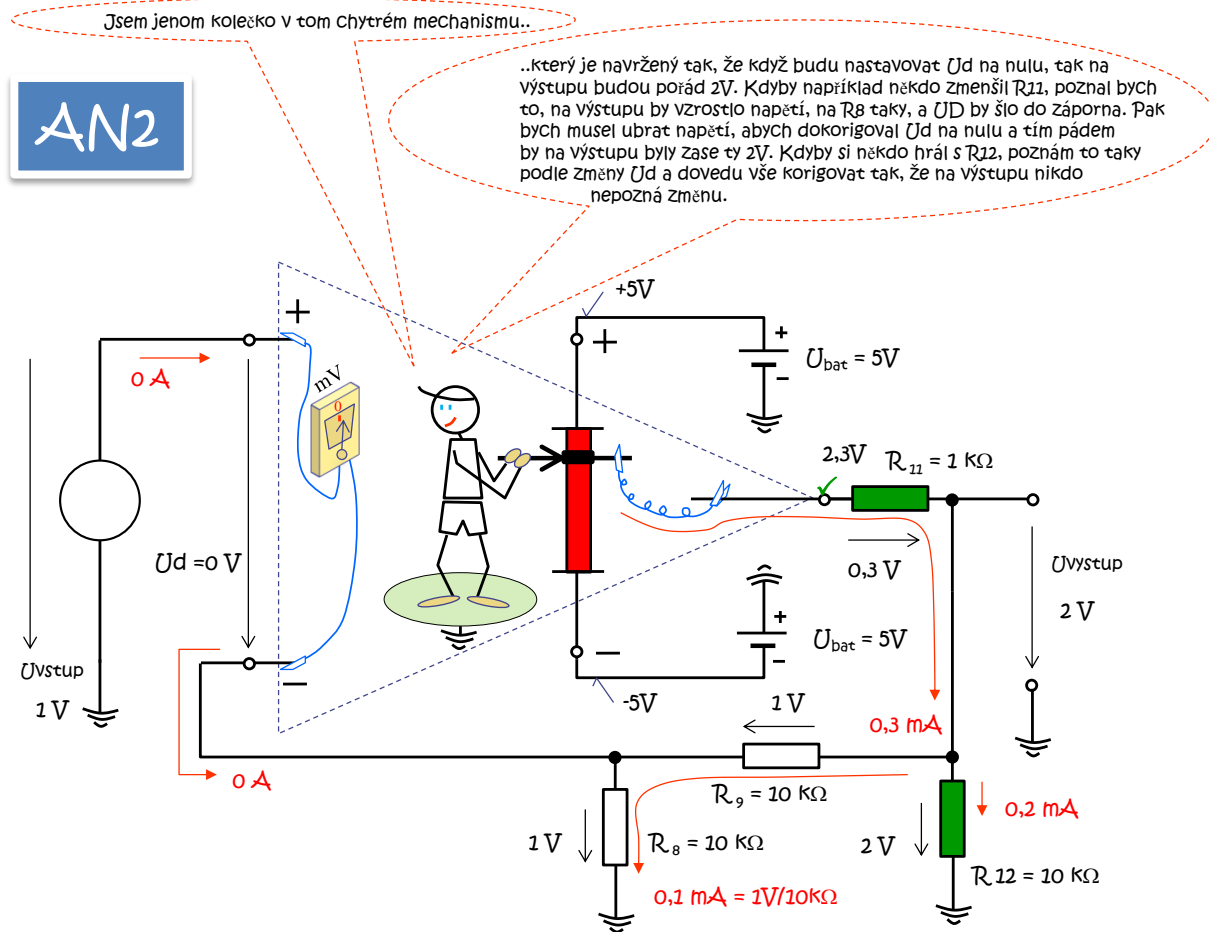 Jsem jenom kolečko v tom chytrém mechanismu..
..který je navržený tak, že když budu nastavovat Ud na nulu, tak na
výstupu budou pořád 2V. Kdyby například někdo zmenšil R11, poznal bych
to, na výstupu by vzrostlo napětí, na R8 taky, a UD by šlo do záporna. Pak
bych musel ubrat napětí, abych dokorigoval Ud na nulu a tím pádem
by na výstupu byly zase ty 2V. Kdyby si někdo hrál s R12, poznám to taky
podle změny Ud a dovedu vše korigovat tak, že na výstupu nikdo
nepozná změnu.
AN2
+5V
+
+
+
Ubat = 5V
–
0 A
mV
0
2,3V
R11 = 1 kΩ
Ud =0 V
0,3 V
Uvystup
2 V
+
Ubat = 5V
–
–
Uvstup
1 V
–
-5V
1 V
0,3 mA
0 A
R9 = 10 kΩ
0,2 mA
1 V
R8 = 10 kΩ
2 V
R12 = 10 kΩ
0,1 mA = 1V/10kΩ